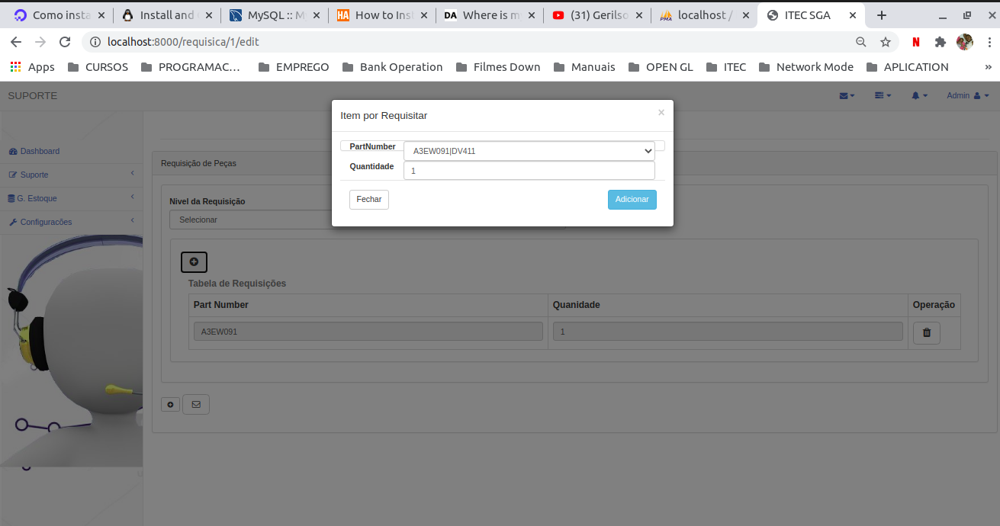 Como insta
Install and
MySQL :: M
How to Ins
DA Where is m
(31) Gerilso
localhost /
ITEC SGA
localhost:8000/requisica/1/edit
Apps CURSOS PROGRAMAC... EMPREGO Bank Operation Filmes Down Manuais OPEN GL ITEC Network Mode APLICATION »
SUPORTE
Admin
Item por Requisitar ×
PartNumber A3EW091|DV411
Quantidade 1
Fechar Adicionar
Dashboard
Suporte
G. Estoque
Configuracões
Requisição de Peças
Nivel da Requisição
Selecionar
Tabela de Requisições
Part Number Quanidade Operação
A3EW091 1